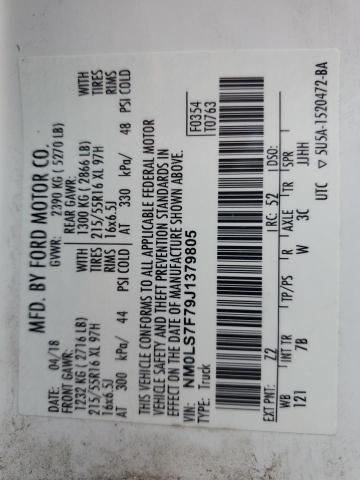 MFD. BY FORD MOTOR CO.
DATE: 04/18 GVWR: 2390 KG ( 5270 LB)
FRONT GAWR: REAR GAWR:
1232 KG ( 2716 LB) WITH 1300 KG ( 2866 LB) WITH
215/55R16 XL 97H TIRES 215/55R16 XL 97H TIRES
16x6.5J RIMS 16x6.5J RIMS
AT 300 kPa/ 44 PSI COLD AT 330 kPa/ 48 PSI COLD
THIS VEHICLE CONFORMS TO ALL APPLICABLE FEDERAL MOTOR
VEHICLE SAFETY AND THEFT PREVENTION STANDARDS IN
EFFECT ON THE DATE OF MANUFACTURE SHOWN ABOVE.
VIN: NM0LS7F79J1379805
TYPE: Truck
F0354
T0763
EXT PNT: Z2 RC: 52 DSO:
WB INT TR TP/PS R AXLE TR SPR
121 7B W 3C JJHH
UTC ▽ 5U5A-1520472-BA